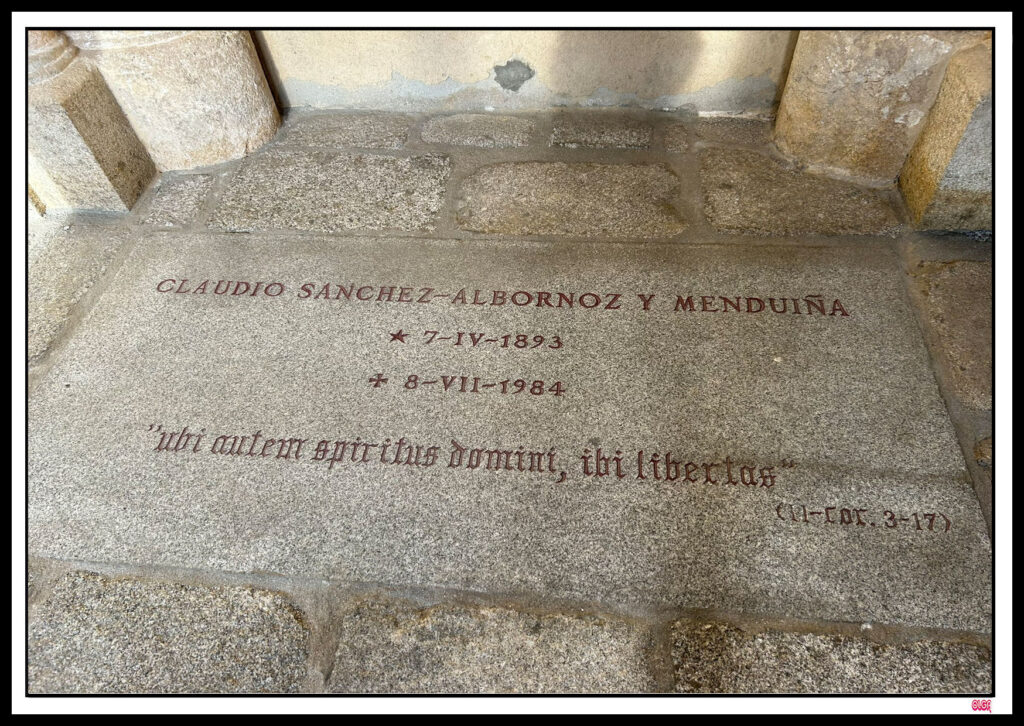 CLAUDIO SANCHEZ-ALBORNOZ Y MENDUIÑA
★ 7-IV-1893
✠ 8-VII-1984
"ubi autem spiritus domini, ibi libertas"
(II-COR. 3-17)
OLGA